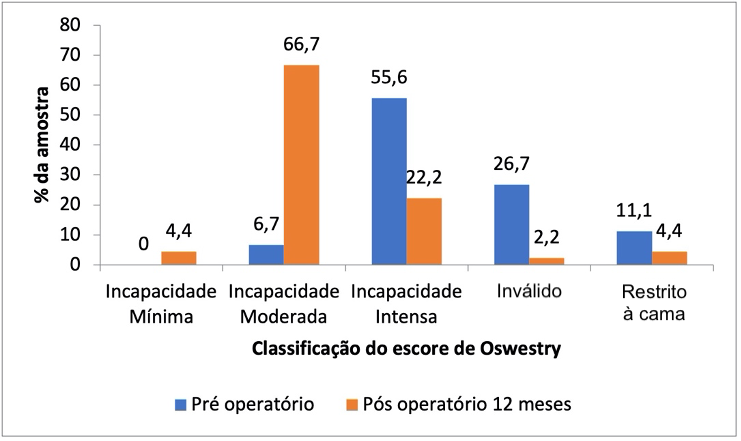 80
70
60
50
40
30
20
10
0
% da amostra
0 4,4
6,7 66,7
55,6 22,2
26,7 2,2
11,1 4,4
Incapacidade
Mínima
Incapacidade
Moderada
Incapacidade
Intensa
Inválido
Restrito
à cama
Classificação do escore de Oswestry
Pré operatório Pós operatório 12 meses